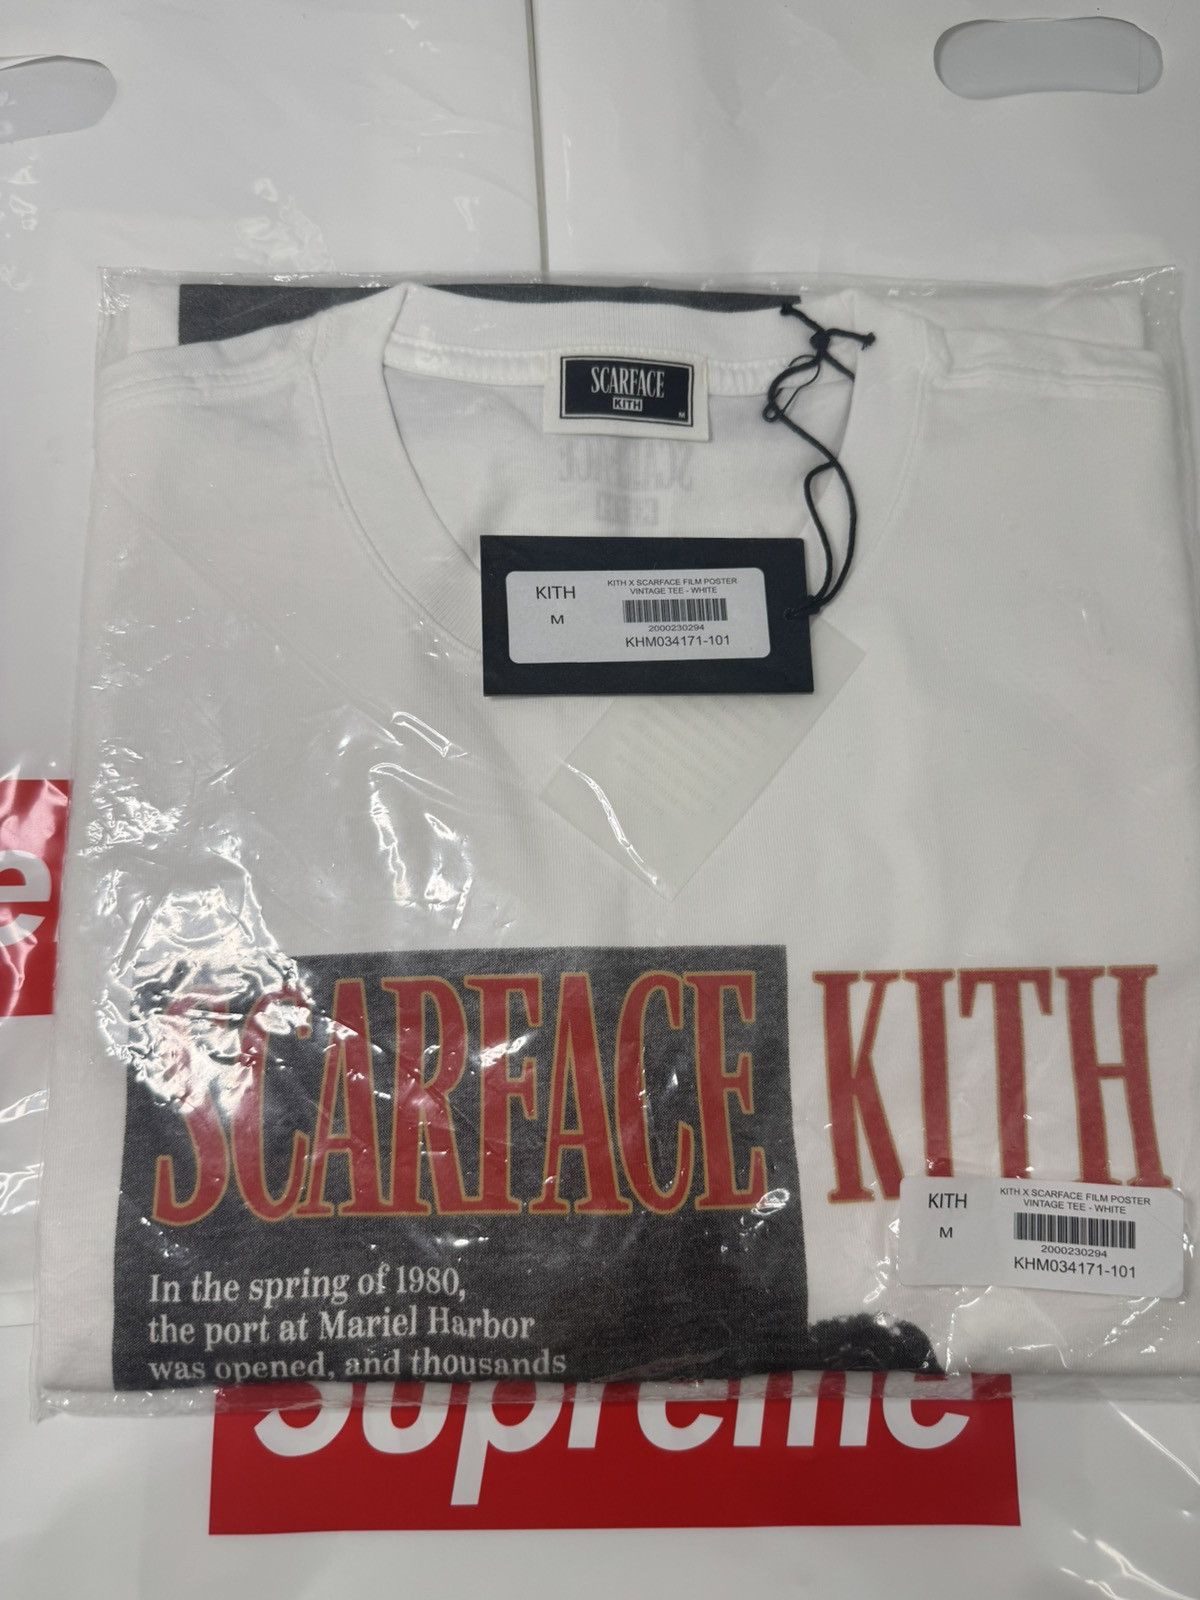 SCARFACE
KITH
M
KITH
M
KITH X SCARFACE FILM POSTER
VINTAGE TEE - WHITE
2000230294
KHM034171-101
SCARFACE KITH
KITH
M
KITH X SCARFACE FILM POSTER
VINTAGE TEE - WHITE
2000230294
KHM034171-101
In the spring of 1980,
the port at Mariel Harbor
was opened, and thousands
Supreme
e